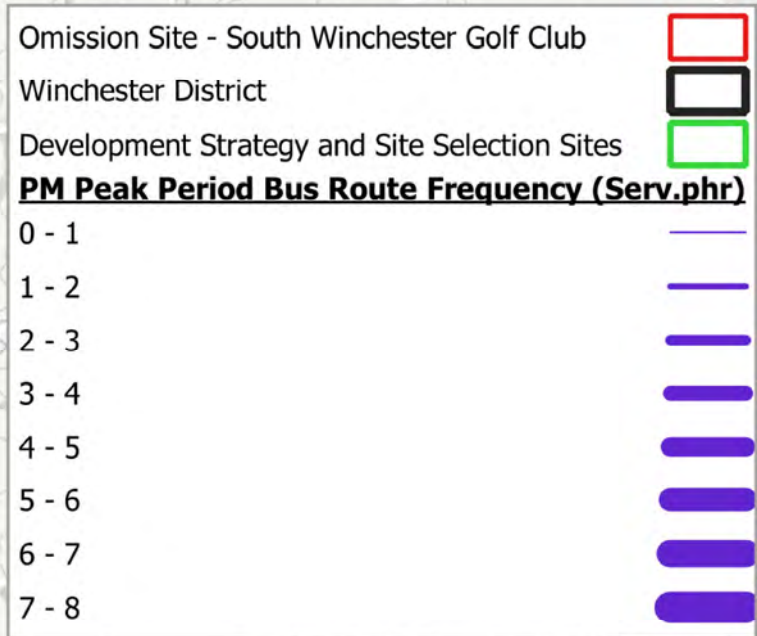 Omission Site - South Winchester Golf Club
Winchester District
Development Strategy and Site Selection Sites
PM Peak Period Bus Route Frequency (Serv.phr)
0 - 1
1 - 2
2 - 3
3 - 4
4 - 5
5 - 6
6 - 7
7 - 8